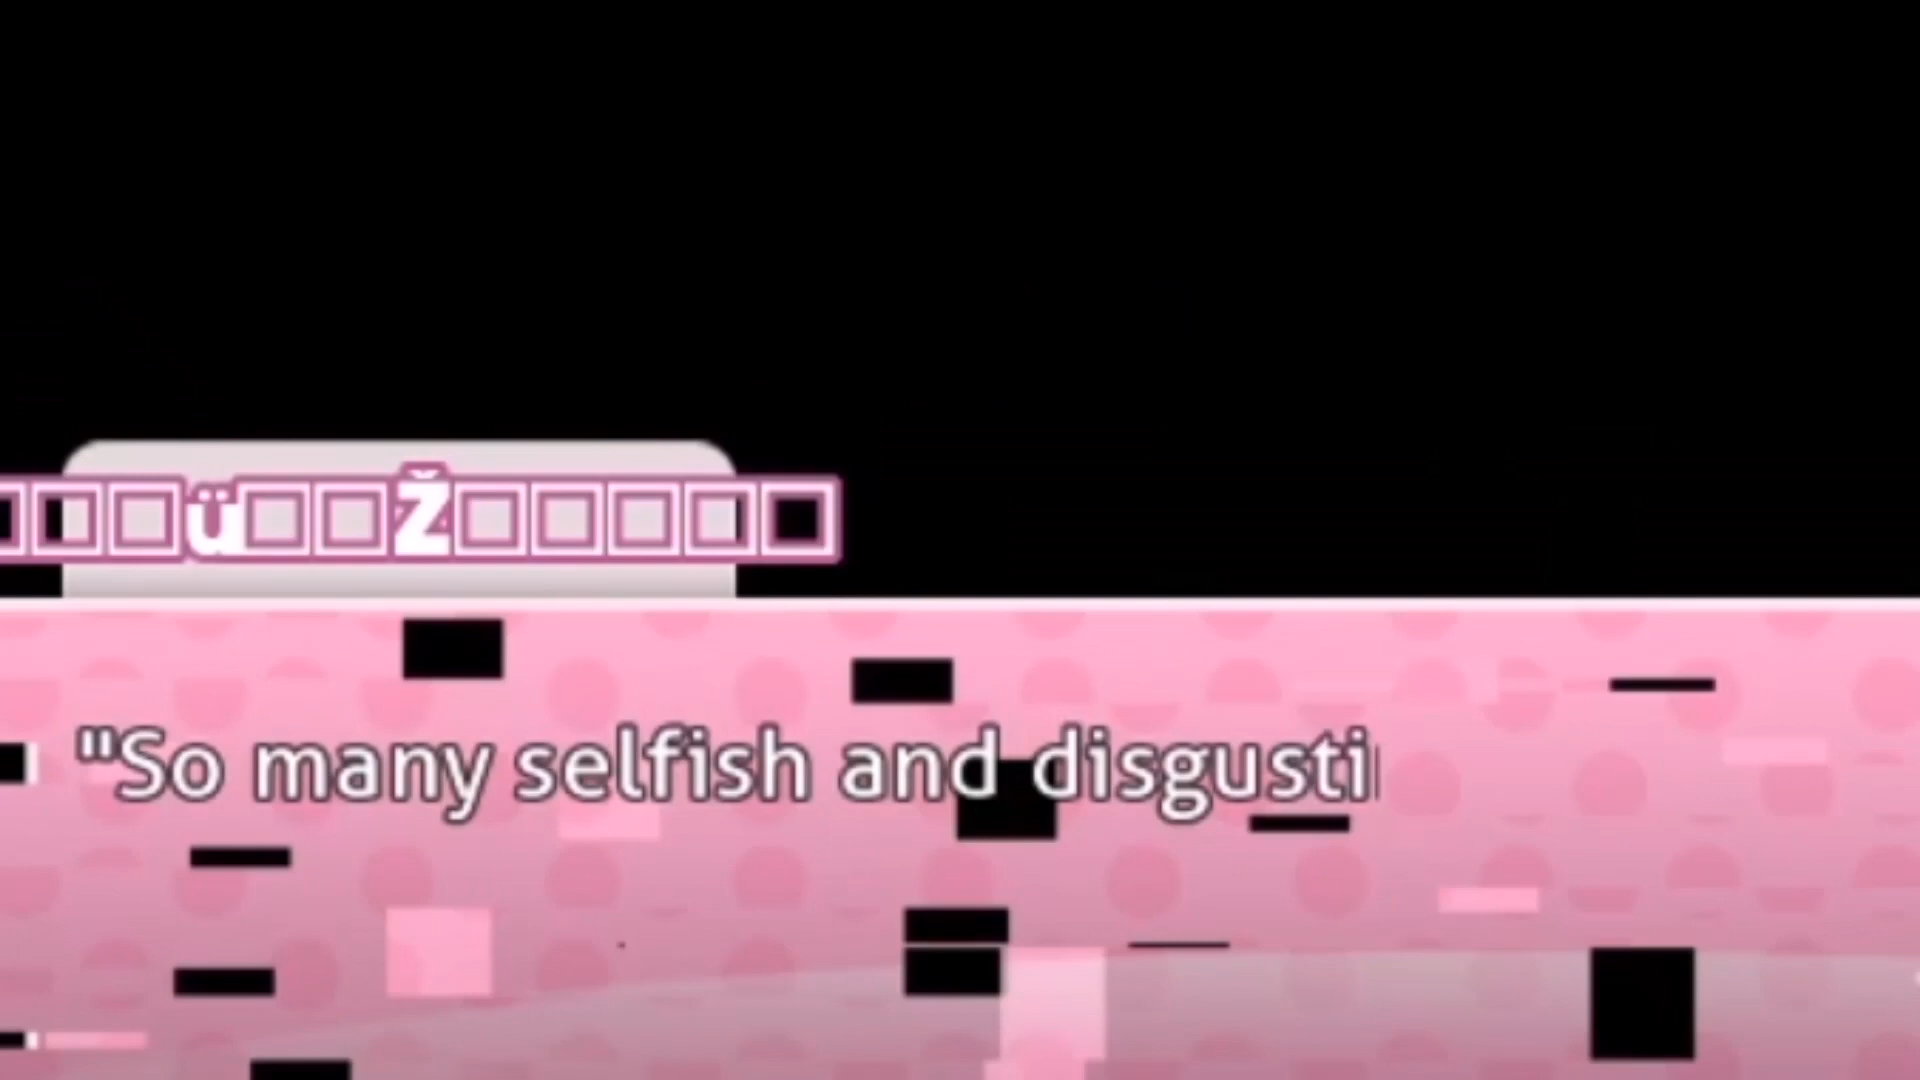 □□□ü□□Ž□□□□□
"So many selfish and disgusti